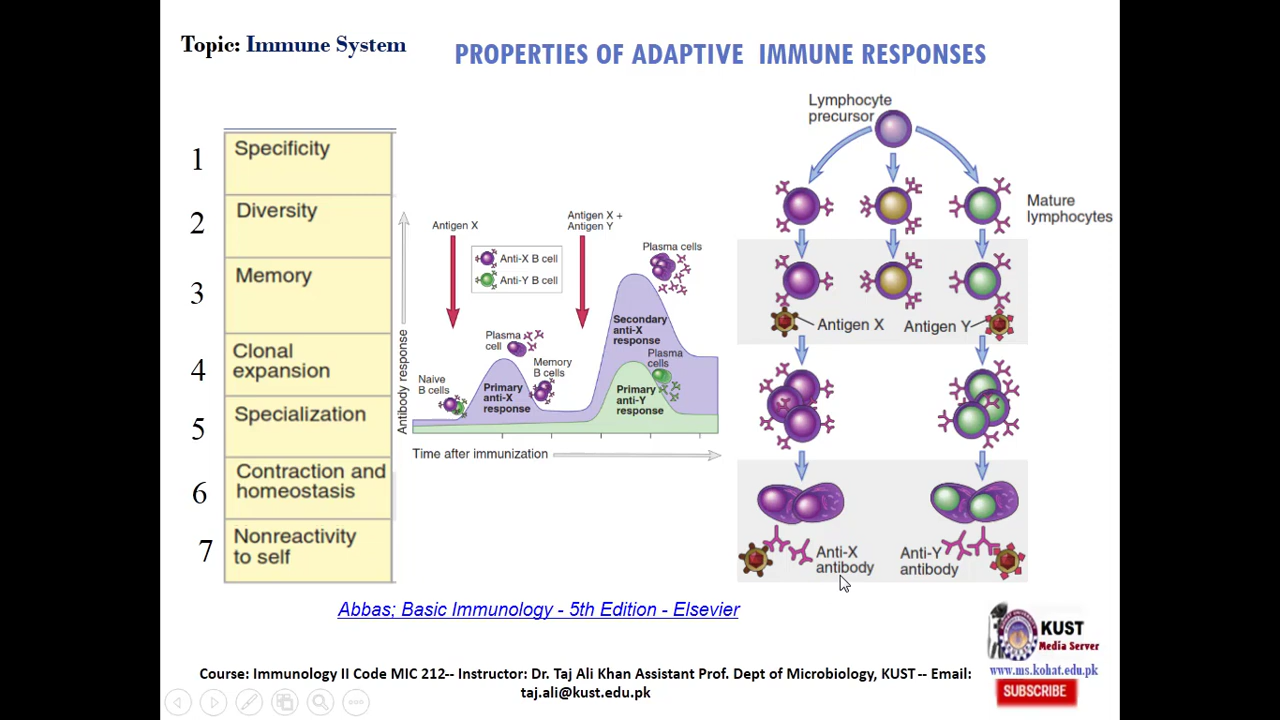 Topic: Immune System
PROPERTIES OF ADAPTIVE IMMUNE RESPONSES
1
Specificity
2
Diversity
3
Memory
4
Clonal
expansion
5
Specialization
6
Contraction and
homeostasis
7
Nonreactivity
to self
Antibody response
Antigen X
Antigen X +
Antigen Y
Anti-X B cell
Anti-Y B cell
Plasma cells
Naive
B cells
Plasma
cell
Primary
anti-X
response
Memory
B cells
Secondary
anti-X
response
Plasma
cells
Primary
anti-Y
response
Time after immunization
Lymphocyte
precursor
Mature
lymphocytes
Antigen X
Antigen Y
Anti-X
antibody
Anti-Y
antibody
Abbas; Basic Immunology - 5th Edition - Elsevier
KUST
Media Server
www.ms.kohat.edu.pk
SUBSCRIBE
Course: Immunology II Code MIC 212-- Instructor: Dr. Taj Ali Khan Assistant Prof. Dept of Microbiology, KUST -- Email:
taj.ali@kust.edu.pk